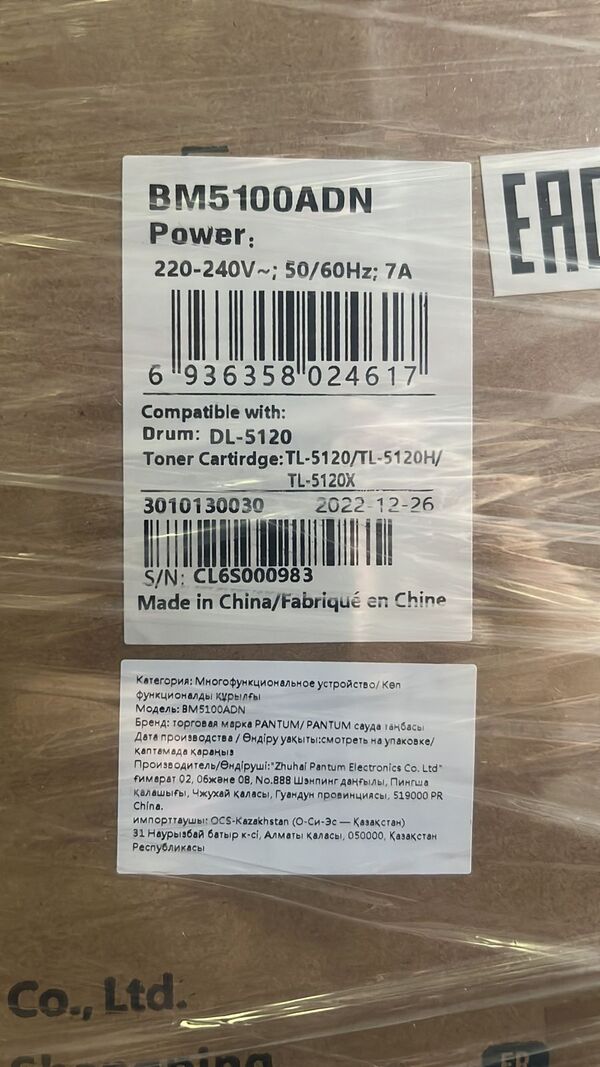 BM5100ADN
Power:
220-240V~; 50/60Hz; 7A
6 936358 024617
Compatible with:
Drum: DL-5120
Toner Cartirdge: TL-5120/TL-5120H/
TL-5120X
3010130030 2022-12-26
S/N: CL6S000983
Made in China/Fabriqué en Chine
EAC
Категория: Многофункциональное устройство/ Көп
функционалды құрылғы
Модель: BM5100ADN
Бренд: торговая марка PANTUM/ PANTUM сауда таңбасы
Дата производства / Өндіру уақыты:смотреть на упаковке/
қаптамада қараңыз
Производитель/Өндіруші:"Zhuhai Pantum Electronics Co. Ltd"
ғимарат 02, 06және 08, No.888 Шэнпинг даңғылы, Пингша
қалашығы, Чжухай қаласы, Гуандун провинциясы, 519000 PR
China.
импорттаушы: OCS-Kazakhstan (О-Си-Эс — Қазақстан)
31 Наурызбай батыр к-сі, Алматы қаласы, 050000, Қазақстан
Республикасы
Co., Ltd.